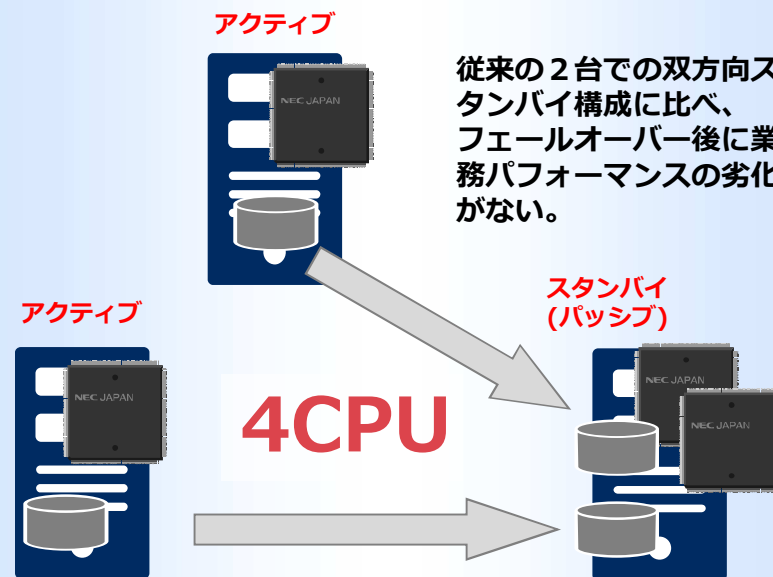 アクティブ
NEC JAPAN
従来の２台での双方向ス
タンバイ構成に比べ、
フェールオーバー後に業
務パフォーマンスの劣化
がない。
アクティブ
NEC JAPAN
4CPU
スタンバイ
(パッシブ)
NEC JAPAN
NEC JAPAN